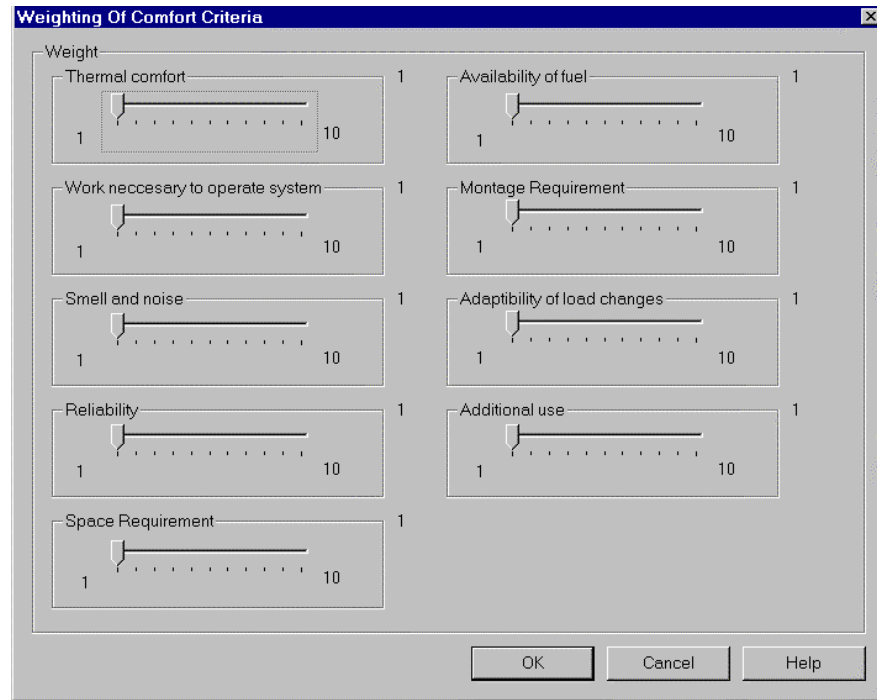 Weighting Of Comfort Criteria
Weight
Thermal comfort 1
1 10
Availability of fuel 1
1 10
Work neccesary to operate system 1
1 10
Montage Requirement 1
1 10
Smell and noise 1
1 10
Adaptibility of load changes 1
1 10
Reliability 1
1 10
Additional use 1
1 10
Space Requirement 1
1 10
OK Cancel Help